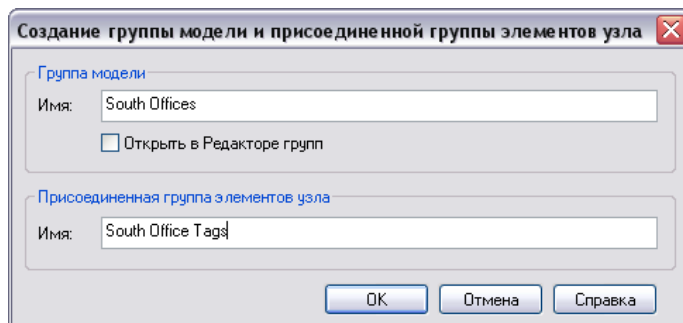 Создание группы модели и присоединенной группы элементов узла
Группа модели
Имя: South Offices
Открыть в Редакторе групп
Присоединенная группа элементов узла
Имя: South Office Tags
OK Отмена Справка